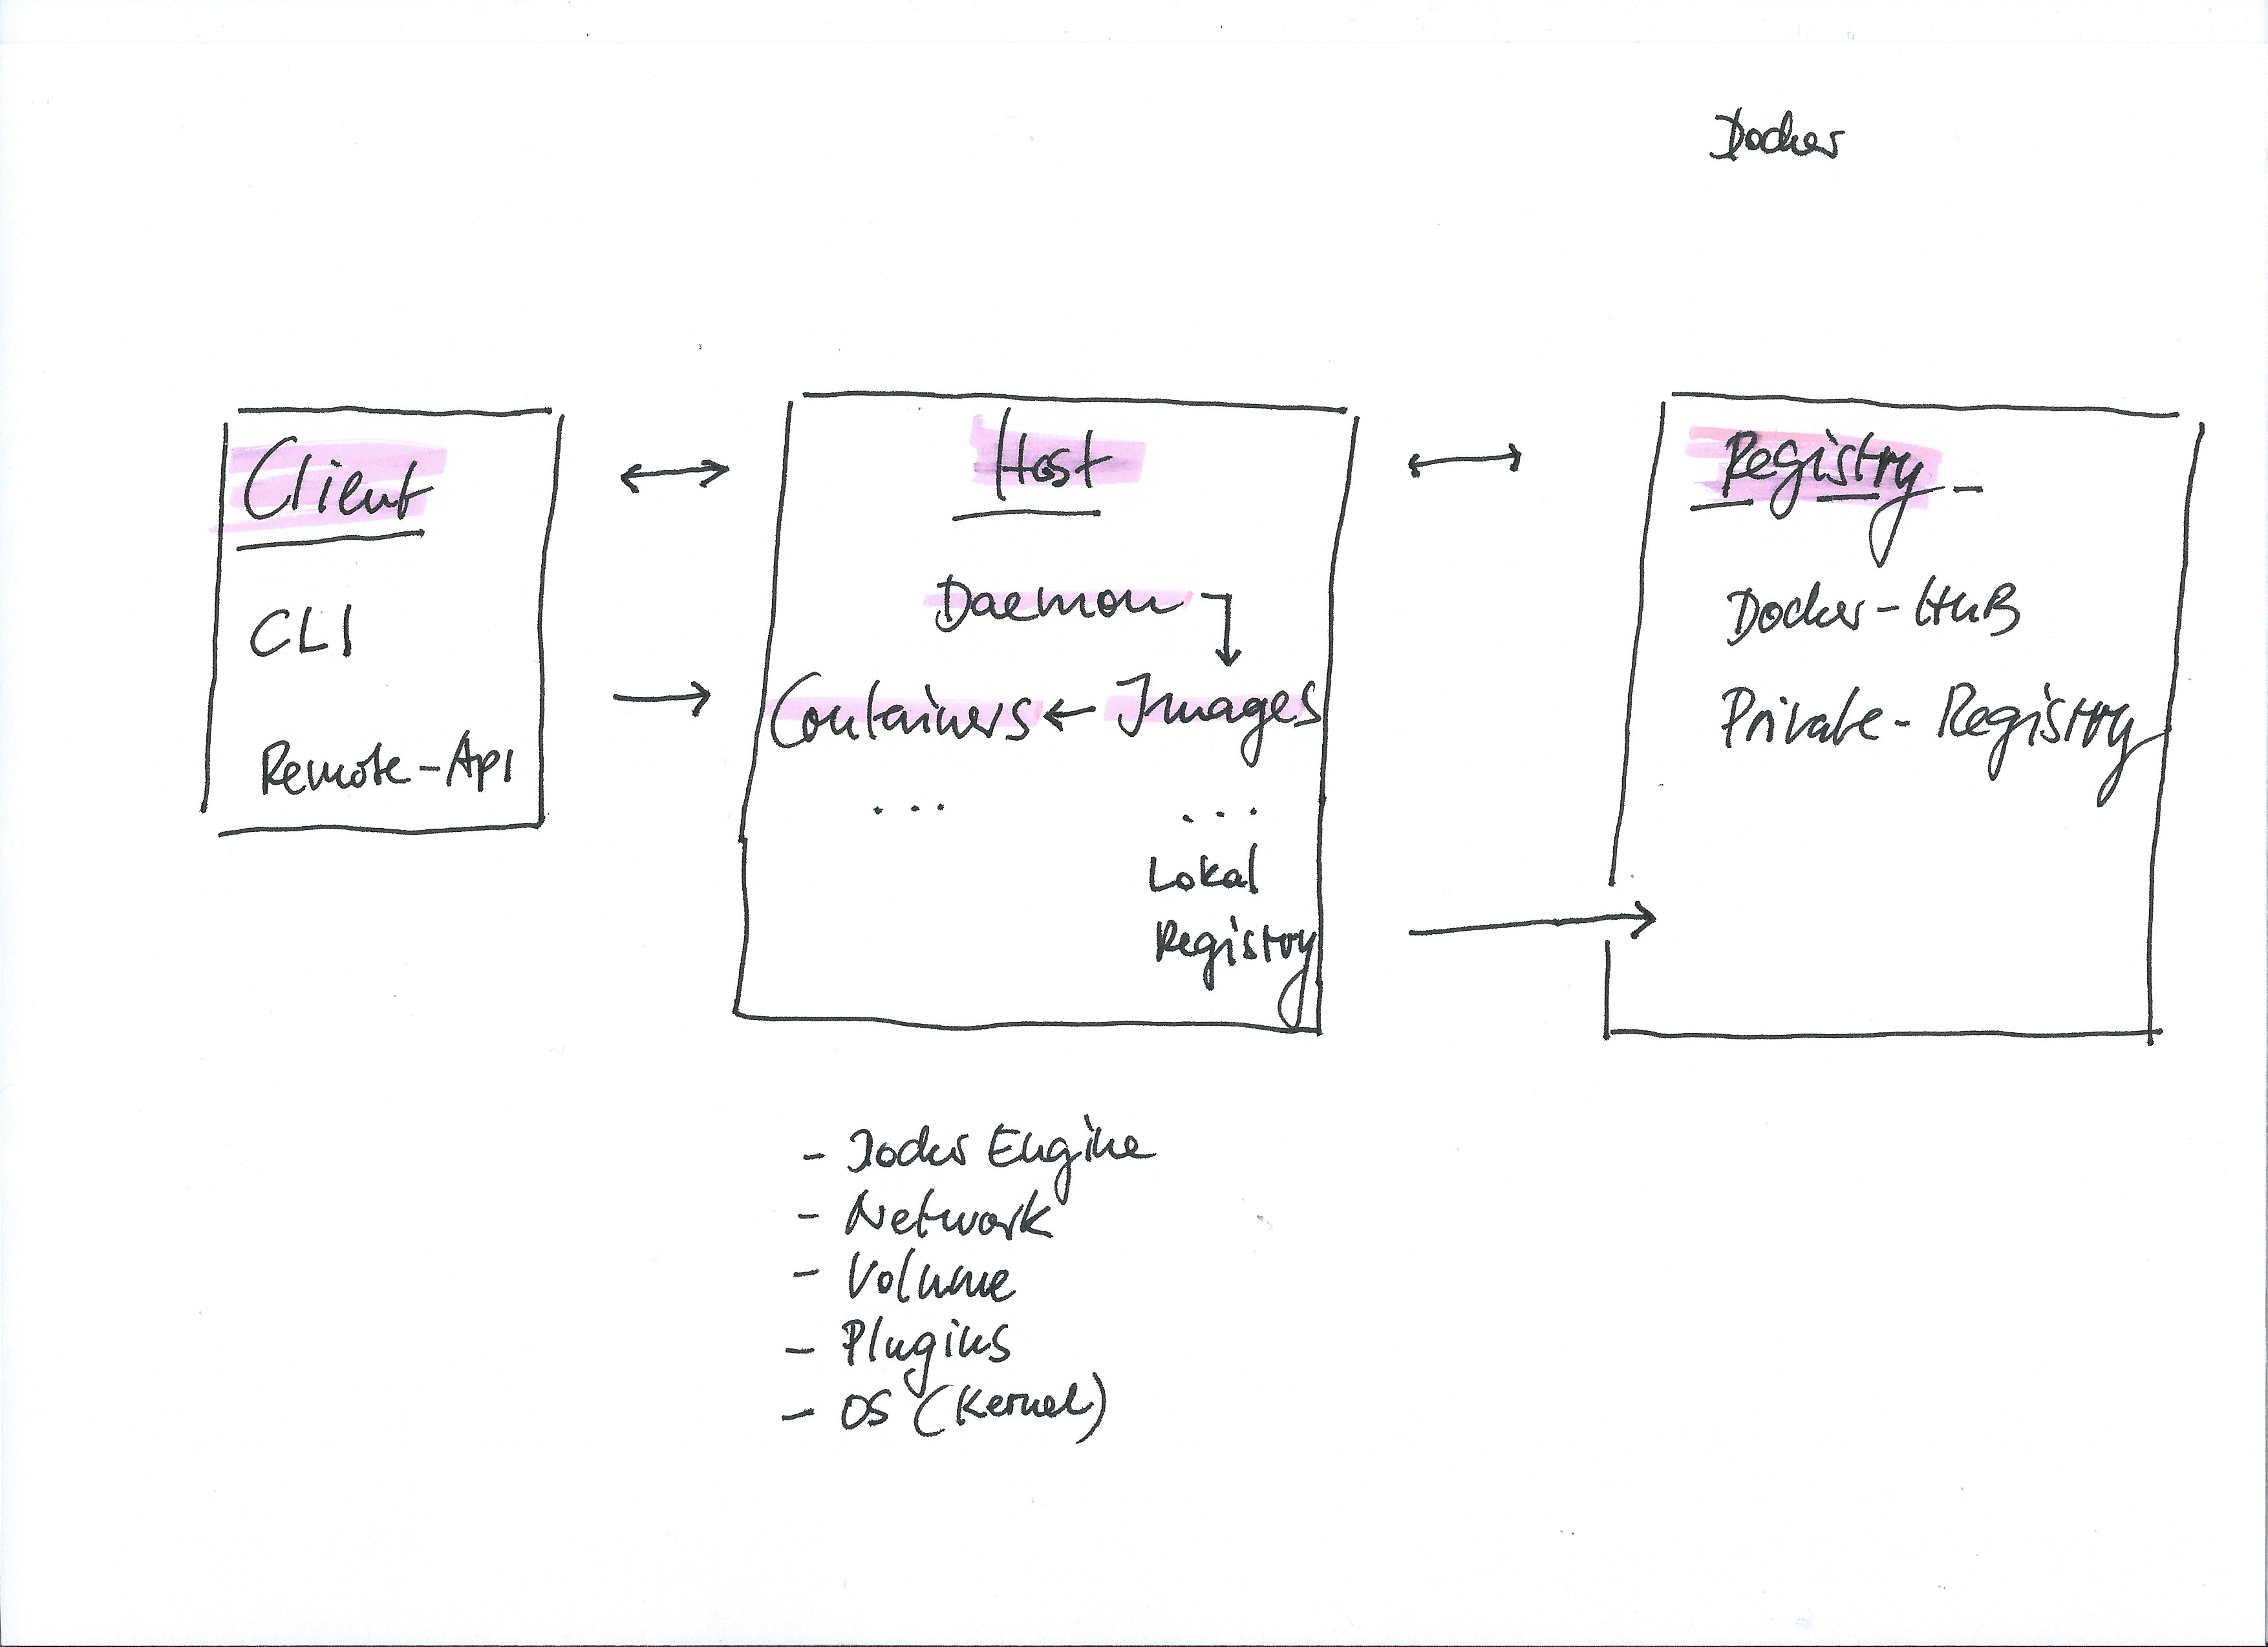 Docker
Client
CLI
Remote-Api
Host
Daemon
Containers ← Images
... ...
Lokal
Registry
Registry
Docker-HuB
Private-Registry
- Docker Engine
- Network
- Volume
- Plugins
- OS (Kernel)